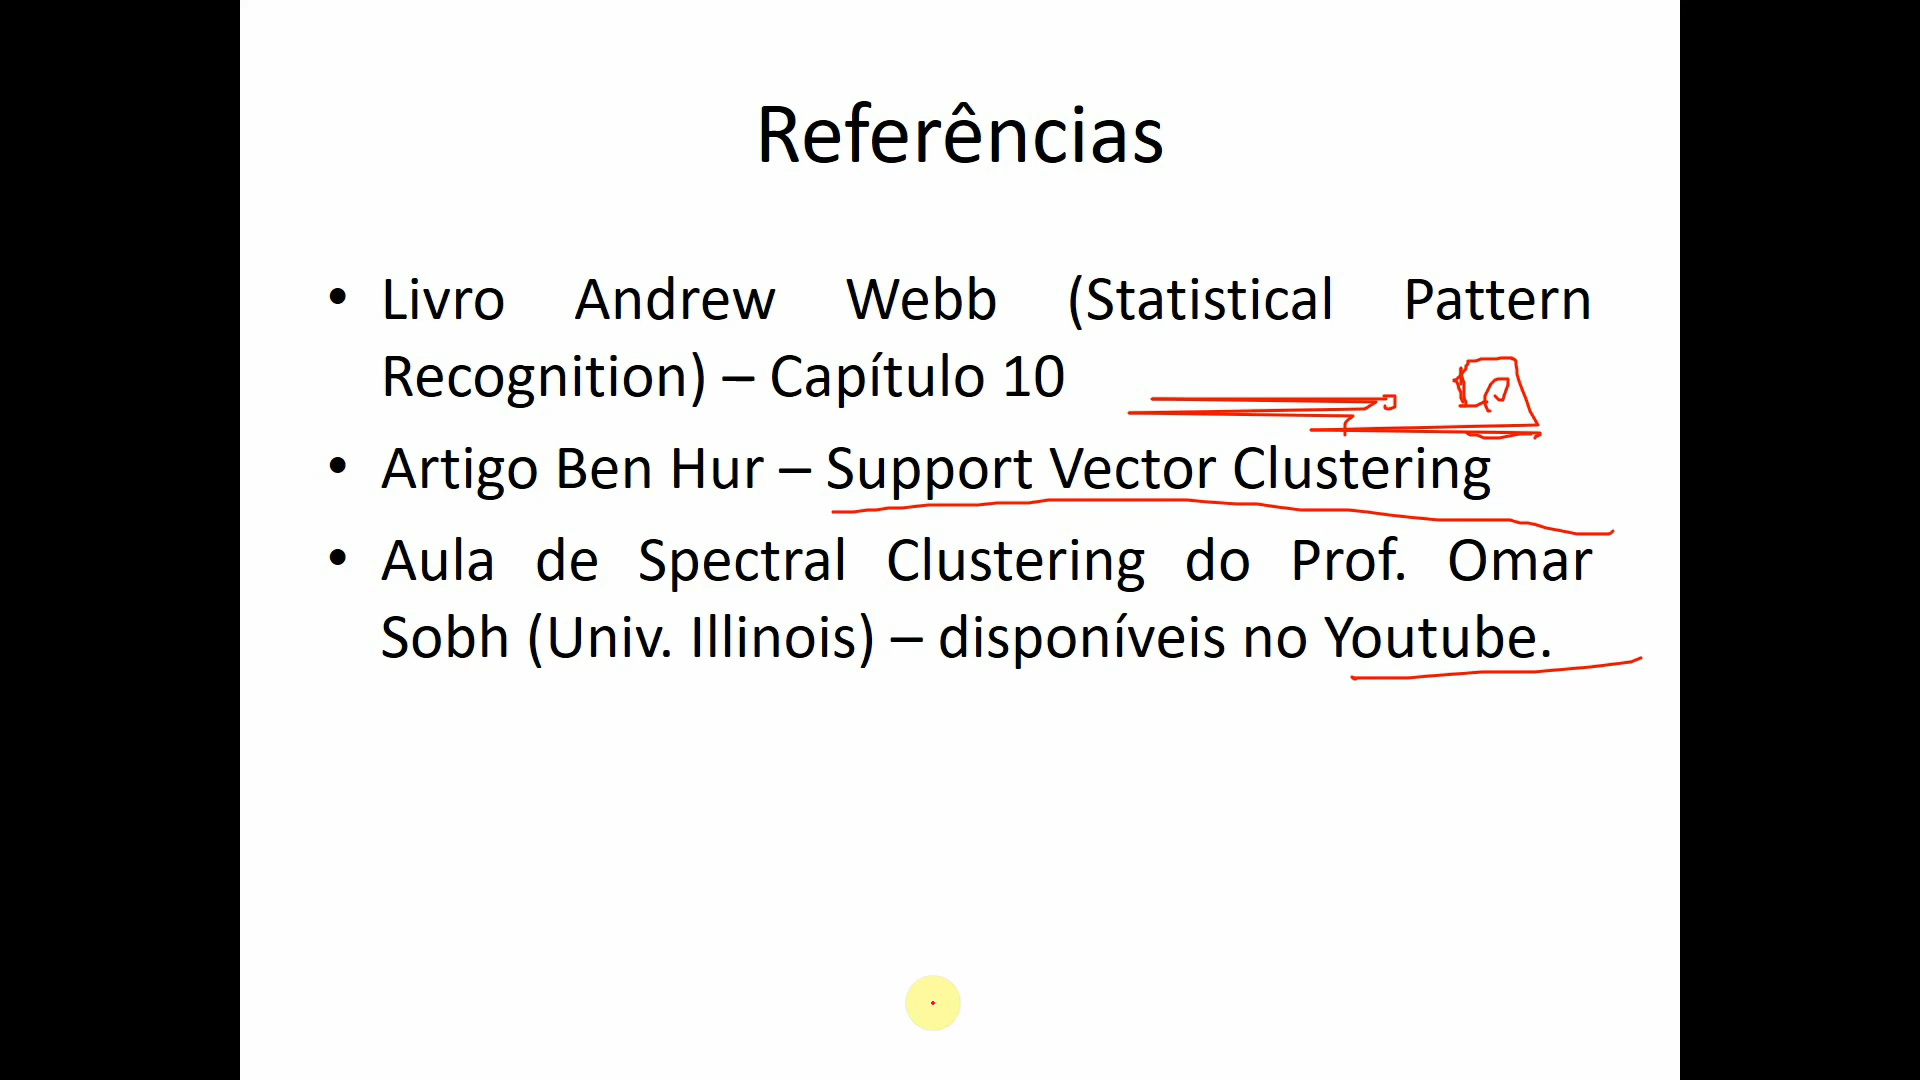 Referências
• Livro Andrew Webb (Statistical Pattern
Recognition) – Capítulo 10
• Artigo Ben Hur – Support Vector Clustering
• Aula de Spectral Clustering do Prof. Omar
Sobh (Univ. Illinois) – disponíveis no Youtube.